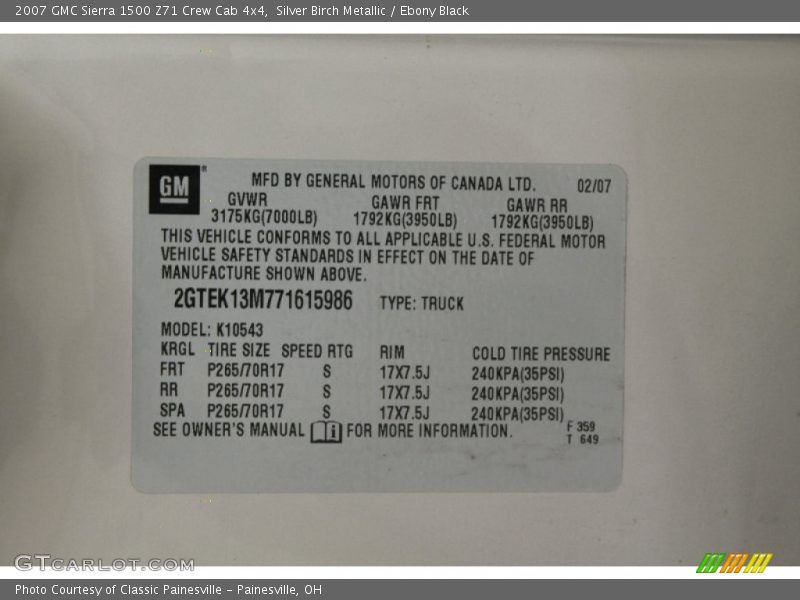 2007 GMC Sierra 1500 Z71 Crew Cab 4x4, Silver Birch Metallic / Ebony Black
GM
MFD BY GENERAL MOTORS OF CANADA LTD. 02/07
GVWR GAWR FRT GAWR RR
3175KG(7000LB) 1792KG(3950LB) 1792KG(3950LB)
THIS VEHICLE CONFORMS TO ALL APPLICABLE U.S. FEDERAL MOTOR
VEHICLE SAFETY STANDARDS IN EFFECT ON THE DATE OF
MANUFACTURE SHOWN ABOVE.
2GTEK13M771615986 TYPE: TRUCK
MODEL: K10543
KRGL TIRE SIZE SPEED RTG RIM COLD TIRE PRESSURE
FRT P265/70R17 S 17X7.5J 240KPA(35PSI)
RR P265/70R17 S 17X7.5J 240KPA(35PSI)
SPA P265/70R17 S 17X7.5J 240KPA(35PSI)
SEE OWNER'S MANUAL i FOR MORE INFORMATION.
F 359
T 649
GTCARLOT.COM
Photo Courtesy of Classic Painesville - Painesville, OH